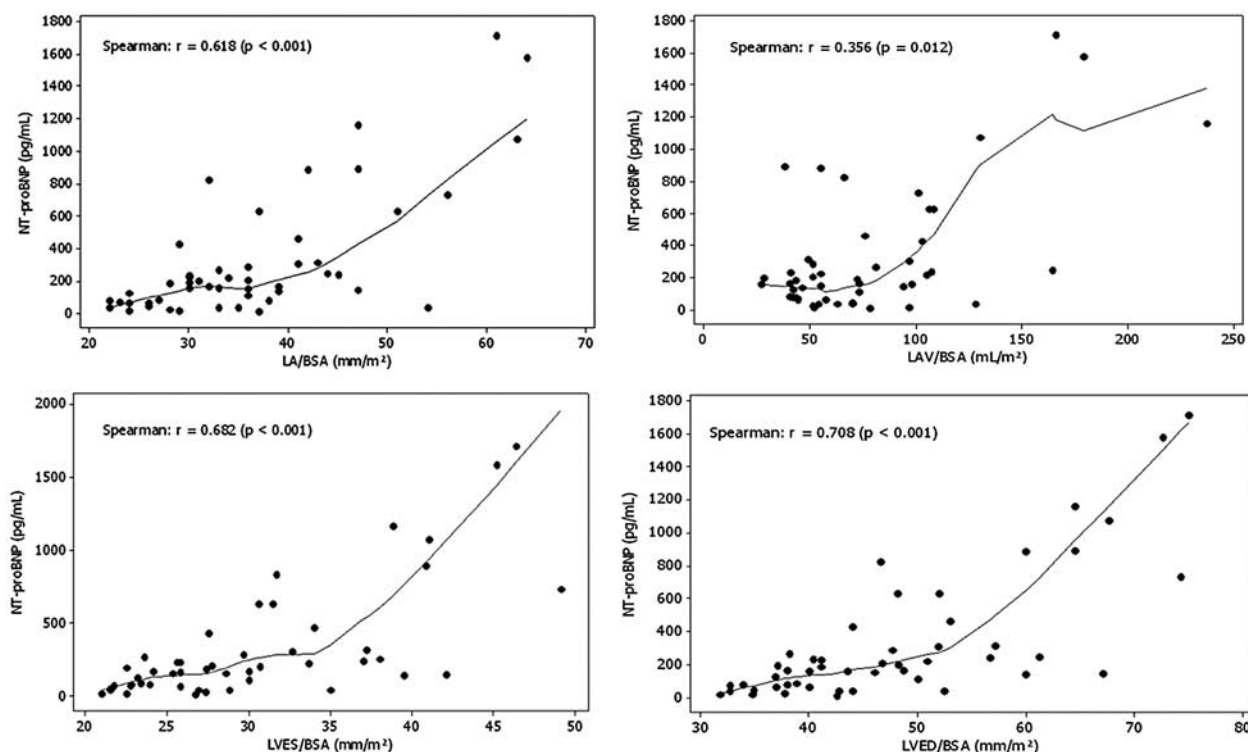 1800
1600
1400
1200
1000
800
600
400
200
0
NT-proBNP (pg/mL)
Spearman: r = 0.618 (p < 0.001)
20 30 40 50 60 70
LA/BSA (mm/m²)
1800
1600
1400
1200
1000
800
600
400
200
0
NT-proBNP (pg/mL)
Spearman: r = 0.356 (p = 0.012)
0 50 100 150 200 250
LAV/BSA (mL/m²)
2000
1500
1000
500
0
NT-proBNP (pg/mL)
Spearman: r = 0.682 (p < 0.001)
20 25 30 35 40 45 50
LVES/BSA (mm/m²)
1800
1600
1400
1200
1000
800
600
400
200
0
NT-proBNP (pg/mL)
Spearman: r = 0.708 (p < 0.001)
30 40 50 60 70 80
LVED/BSA (mm/m²)